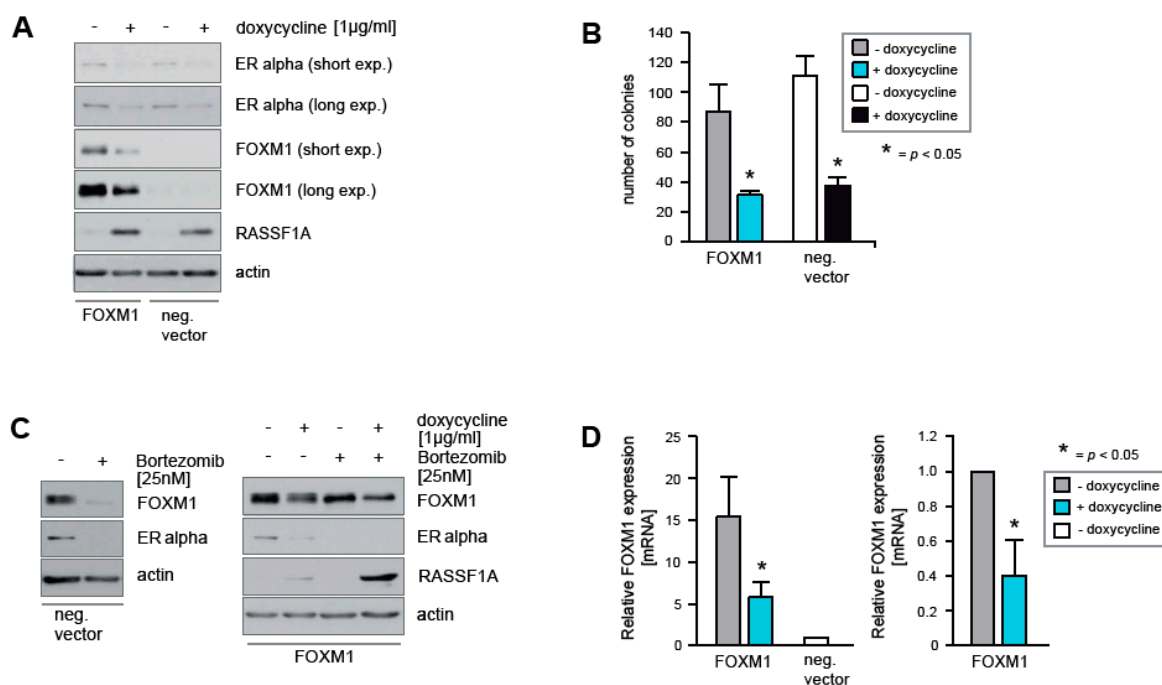 A
- + - + doxycycline [1µg/ml]
ER alpha (short exp.)
ER alpha (long exp.)
FOXM1 (short exp.)
FOXM1 (long exp.)
RASSF1A
actin
FOXM1 neg.
vector
B
number of colonies
140
120
100
80
60
40
20
0
* *
FOXM1 neg.
vector
- doxycycline
+ doxycycline
- doxycycline
+ doxycycline
* = p < 0.05
C
- + Bortezomib
[25nM]
FOXM1
ER alpha
actin
neg.
vector
- + - + doxycycline
[1µg/ml]
- - + + Bortezomib
[25nM]
FOXM1
ER alpha
RASSF1A
actin
FOXM1
D
Relative FOXM1 expression
[mRNA]
25
20
15
10
5
0
*
FOXM1 neg.
vector
Relative FOXM1 expression
[mRNA]
1.2
1.0
0.8
0.6
0.4
0.2
0
*
FOXM1
* = p < 0.05
- doxycycline
+ doxycycline
- doxycycline